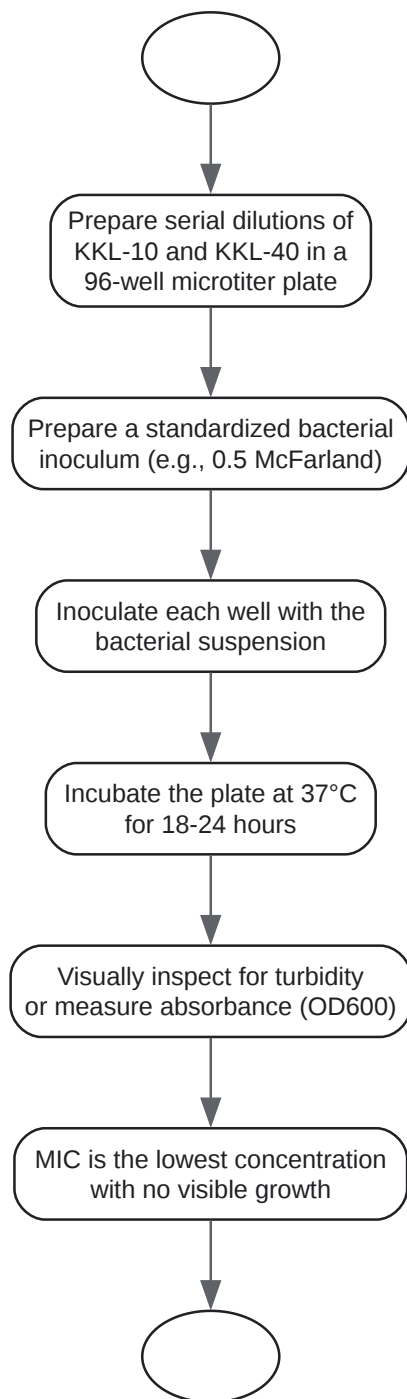 Prepare serial dilutions of
KKL-10 and KKL-40 in a
96-well microtiter plate
Prepare a standardized bacterial
inoculum (e.g., 0.5 McFarland)
Inoculate each well with the
bacterial suspension
Incubate the plate at 37°C
for 18-24 hours
Visually inspect for turbidity
or measure absorbance (OD600)
MIC is the lowest concentration
with no visible growth